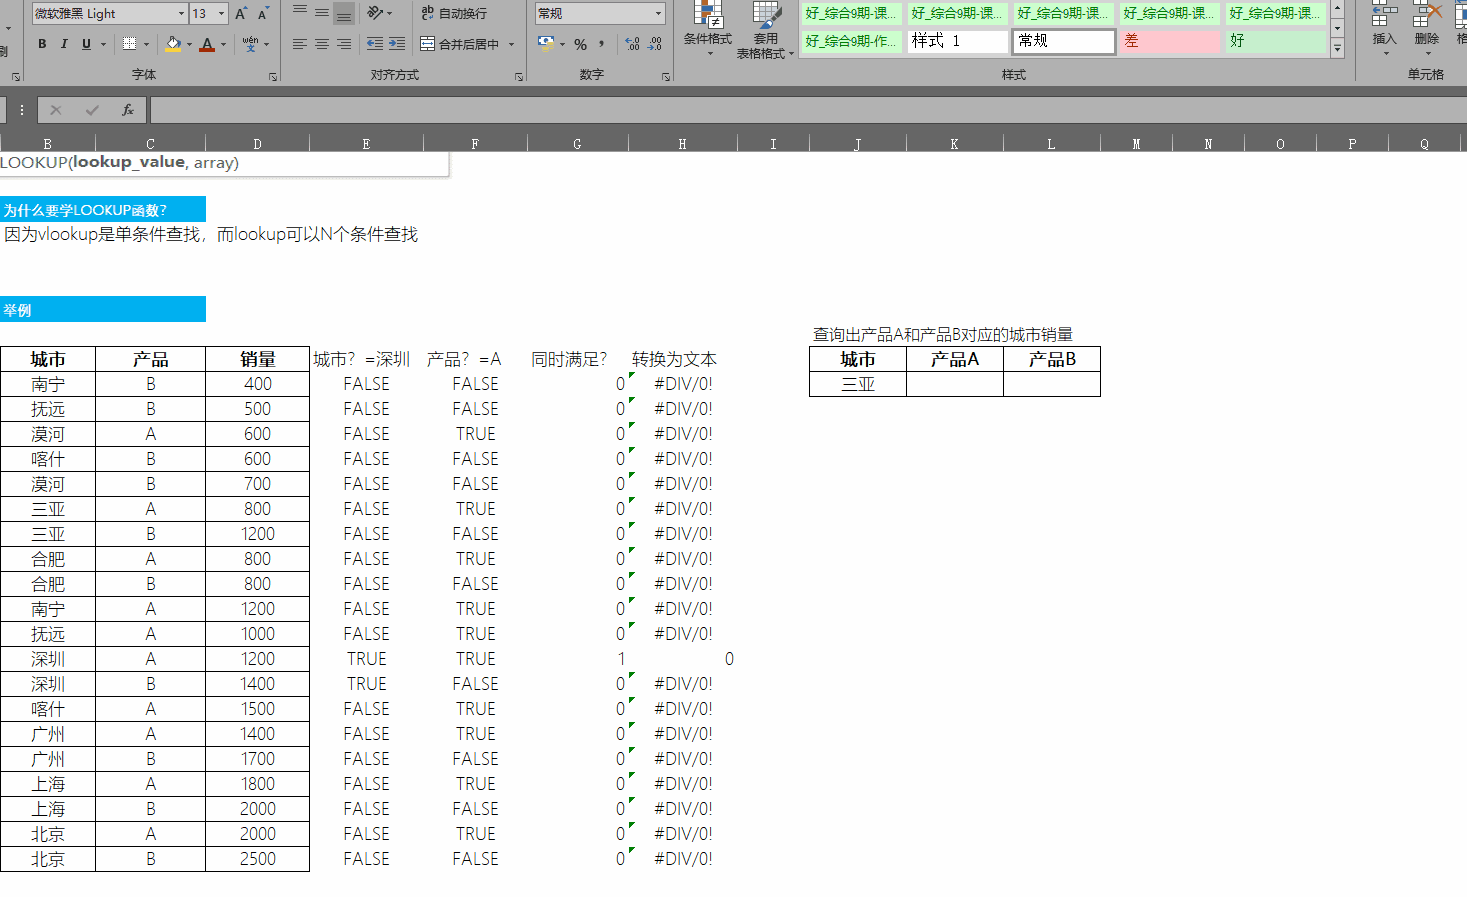 微软雅黑 Light 13 A A 自动换行 常规
B I U A wén 文 合并后居中 % , 条件格式 套用 表格格式 插入 删除
好_综合9期-课... 好_综合9期-课... 好_综合9期-课... 好_综合9期-课... 好_综合9期-课...
好_综合9期-作... 样式 1 常规 差 好
字体 对齐方式 数字 样式 单元格
fx
B C D E F G H I J K L M N O P Q
LOOKUP(lookup_value, array)
为什么要学LOOKUP函数?
因为vlookup是单条件查找，而lookup可以N个条件查找
举例
查询出产品A和产品B对应的城市销量
城市 产品 销量 城市？=深圳 产品？=A 同时满足? 转换为文本 城市 产品A 产品B
南宁 B 400 FALSE FALSE 0 #DIV/0! 三亚
抚远 B 500 FALSE FALSE 0 #DIV/0!
漠河 A 600 FALSE TRUE 0 #DIV/0!
喀什 B 600 FALSE FALSE 0 #DIV/0!
漠河 B 700 FALSE FALSE 0 #DIV/0!
三亚 A 800 FALSE TRUE 0 #DIV/0!
三亚 B 1200 FALSE FALSE 0 #DIV/0!
合肥 A 800 FALSE TRUE 0 #DIV/0!
合肥 B 800 FALSE FALSE 0 #DIV/0!
南宁 A 1200 FALSE TRUE 0 #DIV/0!
抚远 A 1000 FALSE TRUE 0 #DIV/0!
深圳 A 1200 TRUE TRUE 1 0
深圳 B 1400 TRUE FALSE 0 #DIV/0!
喀什 A 1500 FALSE TRUE 0 #DIV/0!
广州 A 1400 FALSE TRUE 0 #DIV/0!
广州 B 1700 FALSE FALSE 0 #DIV/0!
上海 A 1800 FALSE TRUE 0 #DIV/0!
上海 B 2000 FALSE FALSE 0 #DIV/0!
北京 A 2000 FALSE TRUE 0 #DIV/0!
北京 B 2500 FALSE FALSE 0 #DIV/0!